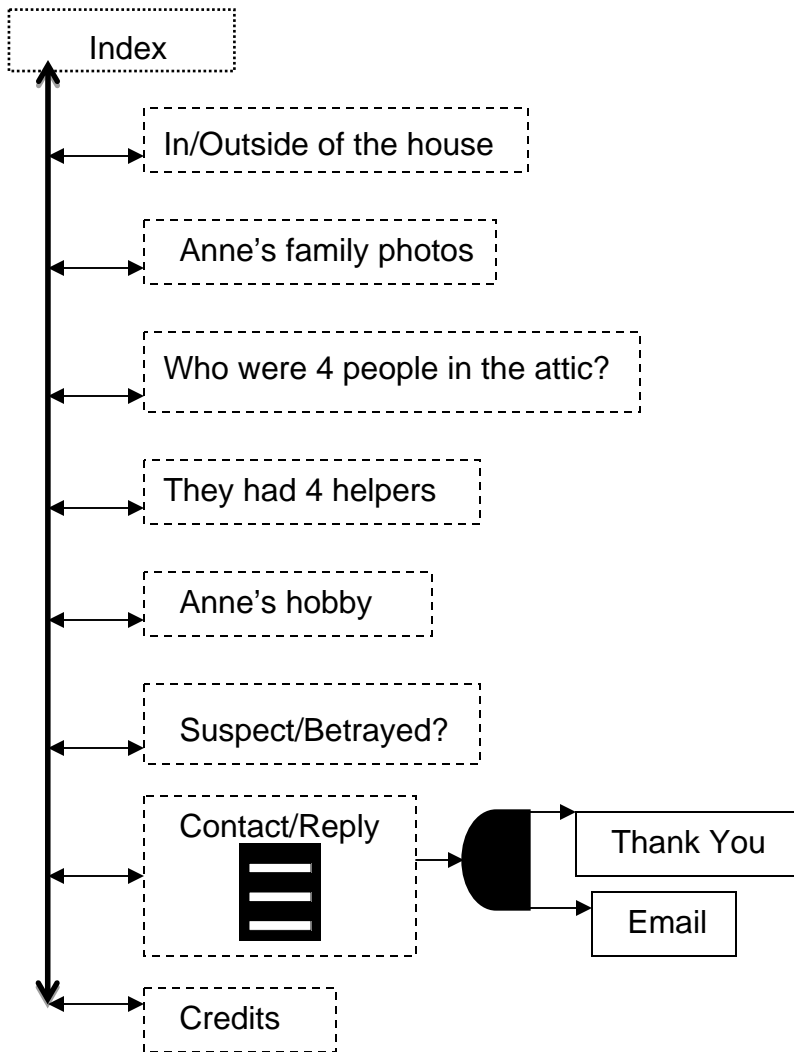 Index
In/Outside of the house
Anne’s family photos
Who were 4 people in the attic?
They had 4 helpers
Anne’s hobby
Suspect/Betrayed?
Contact/Reply
Thank You
Email
Credits